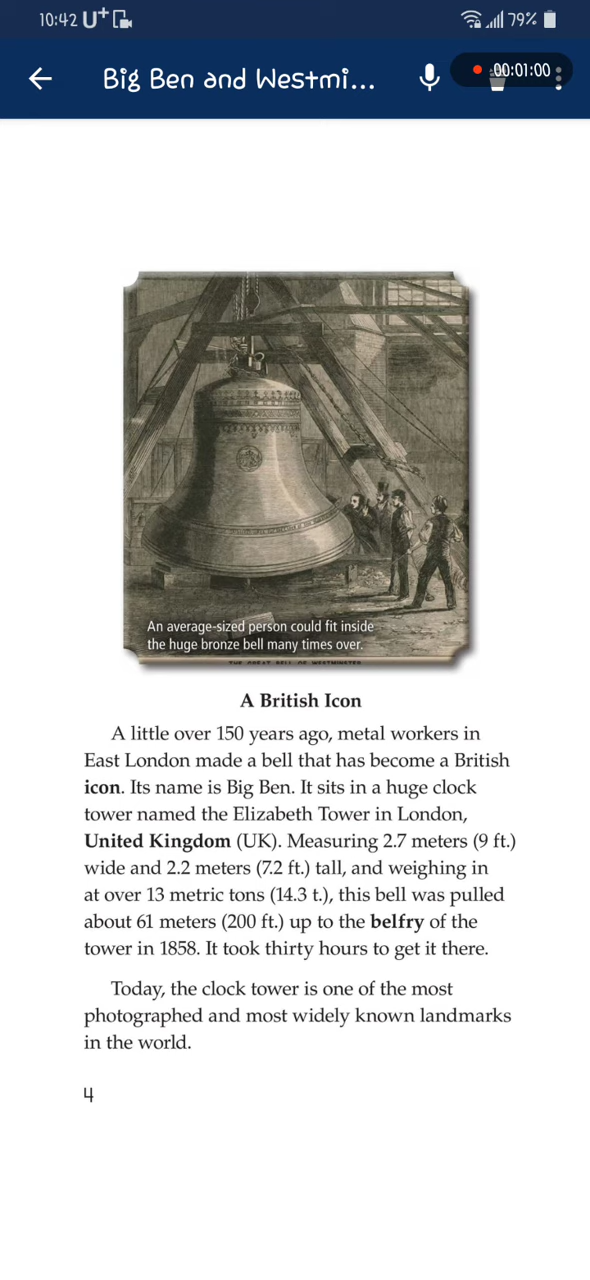 10:42 U+ 79%
Big Ben and Westmi... 00:01:00
An average-sized person could fit inside
the huge bronze bell many times over.
THE GREAT BELL OF WESTMINSTER
A British Icon
A little over 150 years ago, metal workers in
East London made a bell that has become a British
icon. Its name is Big Ben. It sits in a huge clock
tower named the Elizabeth Tower in London,
United Kingdom (UK). Measuring 2.7 meters (9 ft.)
wide and 2.2 meters (7.2 ft.) tall, and weighing in
at over 13 metric tons (14.3 t.), this bell was pulled
about 61 meters (200 ft.) up to the belfry of the
tower in 1858. It took thirty hours to get it there.
Today, the clock tower is one of the most
photographed and most widely known landmarks
in the world.
4